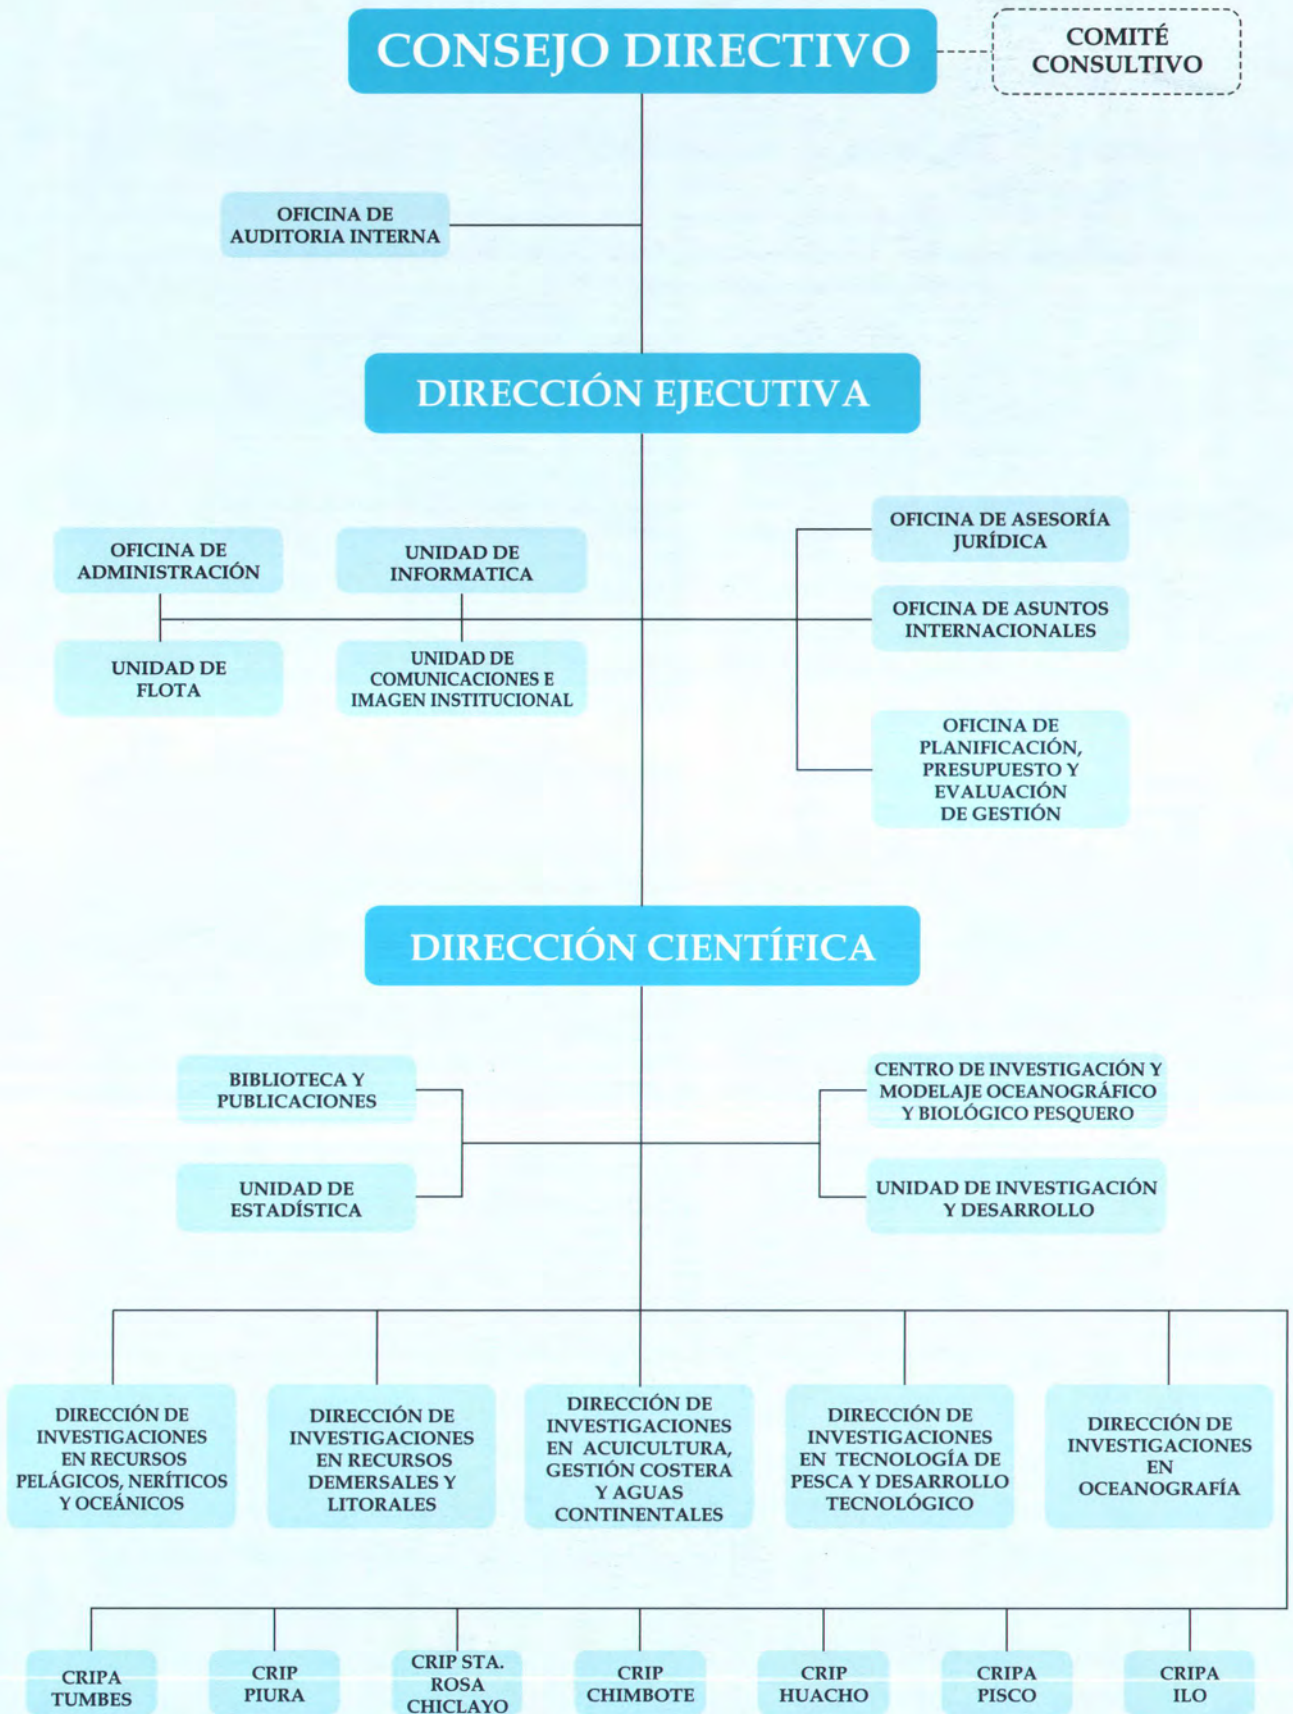 CONSEJO DIRECTIVO
COMITÉ
CONSULTIVO
OFICINA DE
AUDITORIA INTERNA
DIRECCIÓN EJECUTIVA
OFICINA DE
ADMINISTRACIÓN
UNIDAD DE
INFORMATICA
OFICINA DE ASESORÍA
JURÍDICA
OFICINA DE ASUNTOS
INTERNACIONALES
UNIDAD DE
FLOTA
UNIDAD DE
COMUNICACIONES E
IMAGEN INSTITUCIONAL
OFICINA DE
PLANIFICACIÓN,
PRESUPUESTO Y
EVALUACIÓN
DE GESTIÓN
DIRECCIÓN CIENTÍFICA
BIBLIOTECA Y
PUBLICACIONES
CENTRO DE INVESTIGACIÓN Y
MODELAJE OCEANOGRÁFICO
Y BIOLÓGICO PESQUERO
UNIDAD DE
ESTADÍSTICA
UNIDAD DE INVESTIGACIÓN
Y DESARROLLO
DIRECCIÓN DE
INVESTIGACIONES
EN RECURSOS
PELÁGICOS, NERÍTICOS
Y OCEÁNICOS
DIRECCIÓN DE
INVESTIGACIONES
EN RECURSOS
DEMERSALES Y
LITORALES
DIRECCIÓN DE
INVESTIGACIONES
EN ACUICULTURA,
GESTIÓN COSTERA
Y AGUAS
CONTINENTALES
DIRECCIÓN DE
INVESTIGACIONES
EN TECNOLOGÍA DE
PESCA Y DESARROLLO
TECNOLÓGICO
DIRECCIÓN DE
INVESTIGACIONES
EN
OCEANOGRAFÍA
CRIPA
TUMBES
CRIP
PIURA
CRIP STA.
ROSA
CHICLAYO
CRIP
CHIMBOTE
CRIP
HUACHO
CRIPA
PISCO
CRIPA
ILO